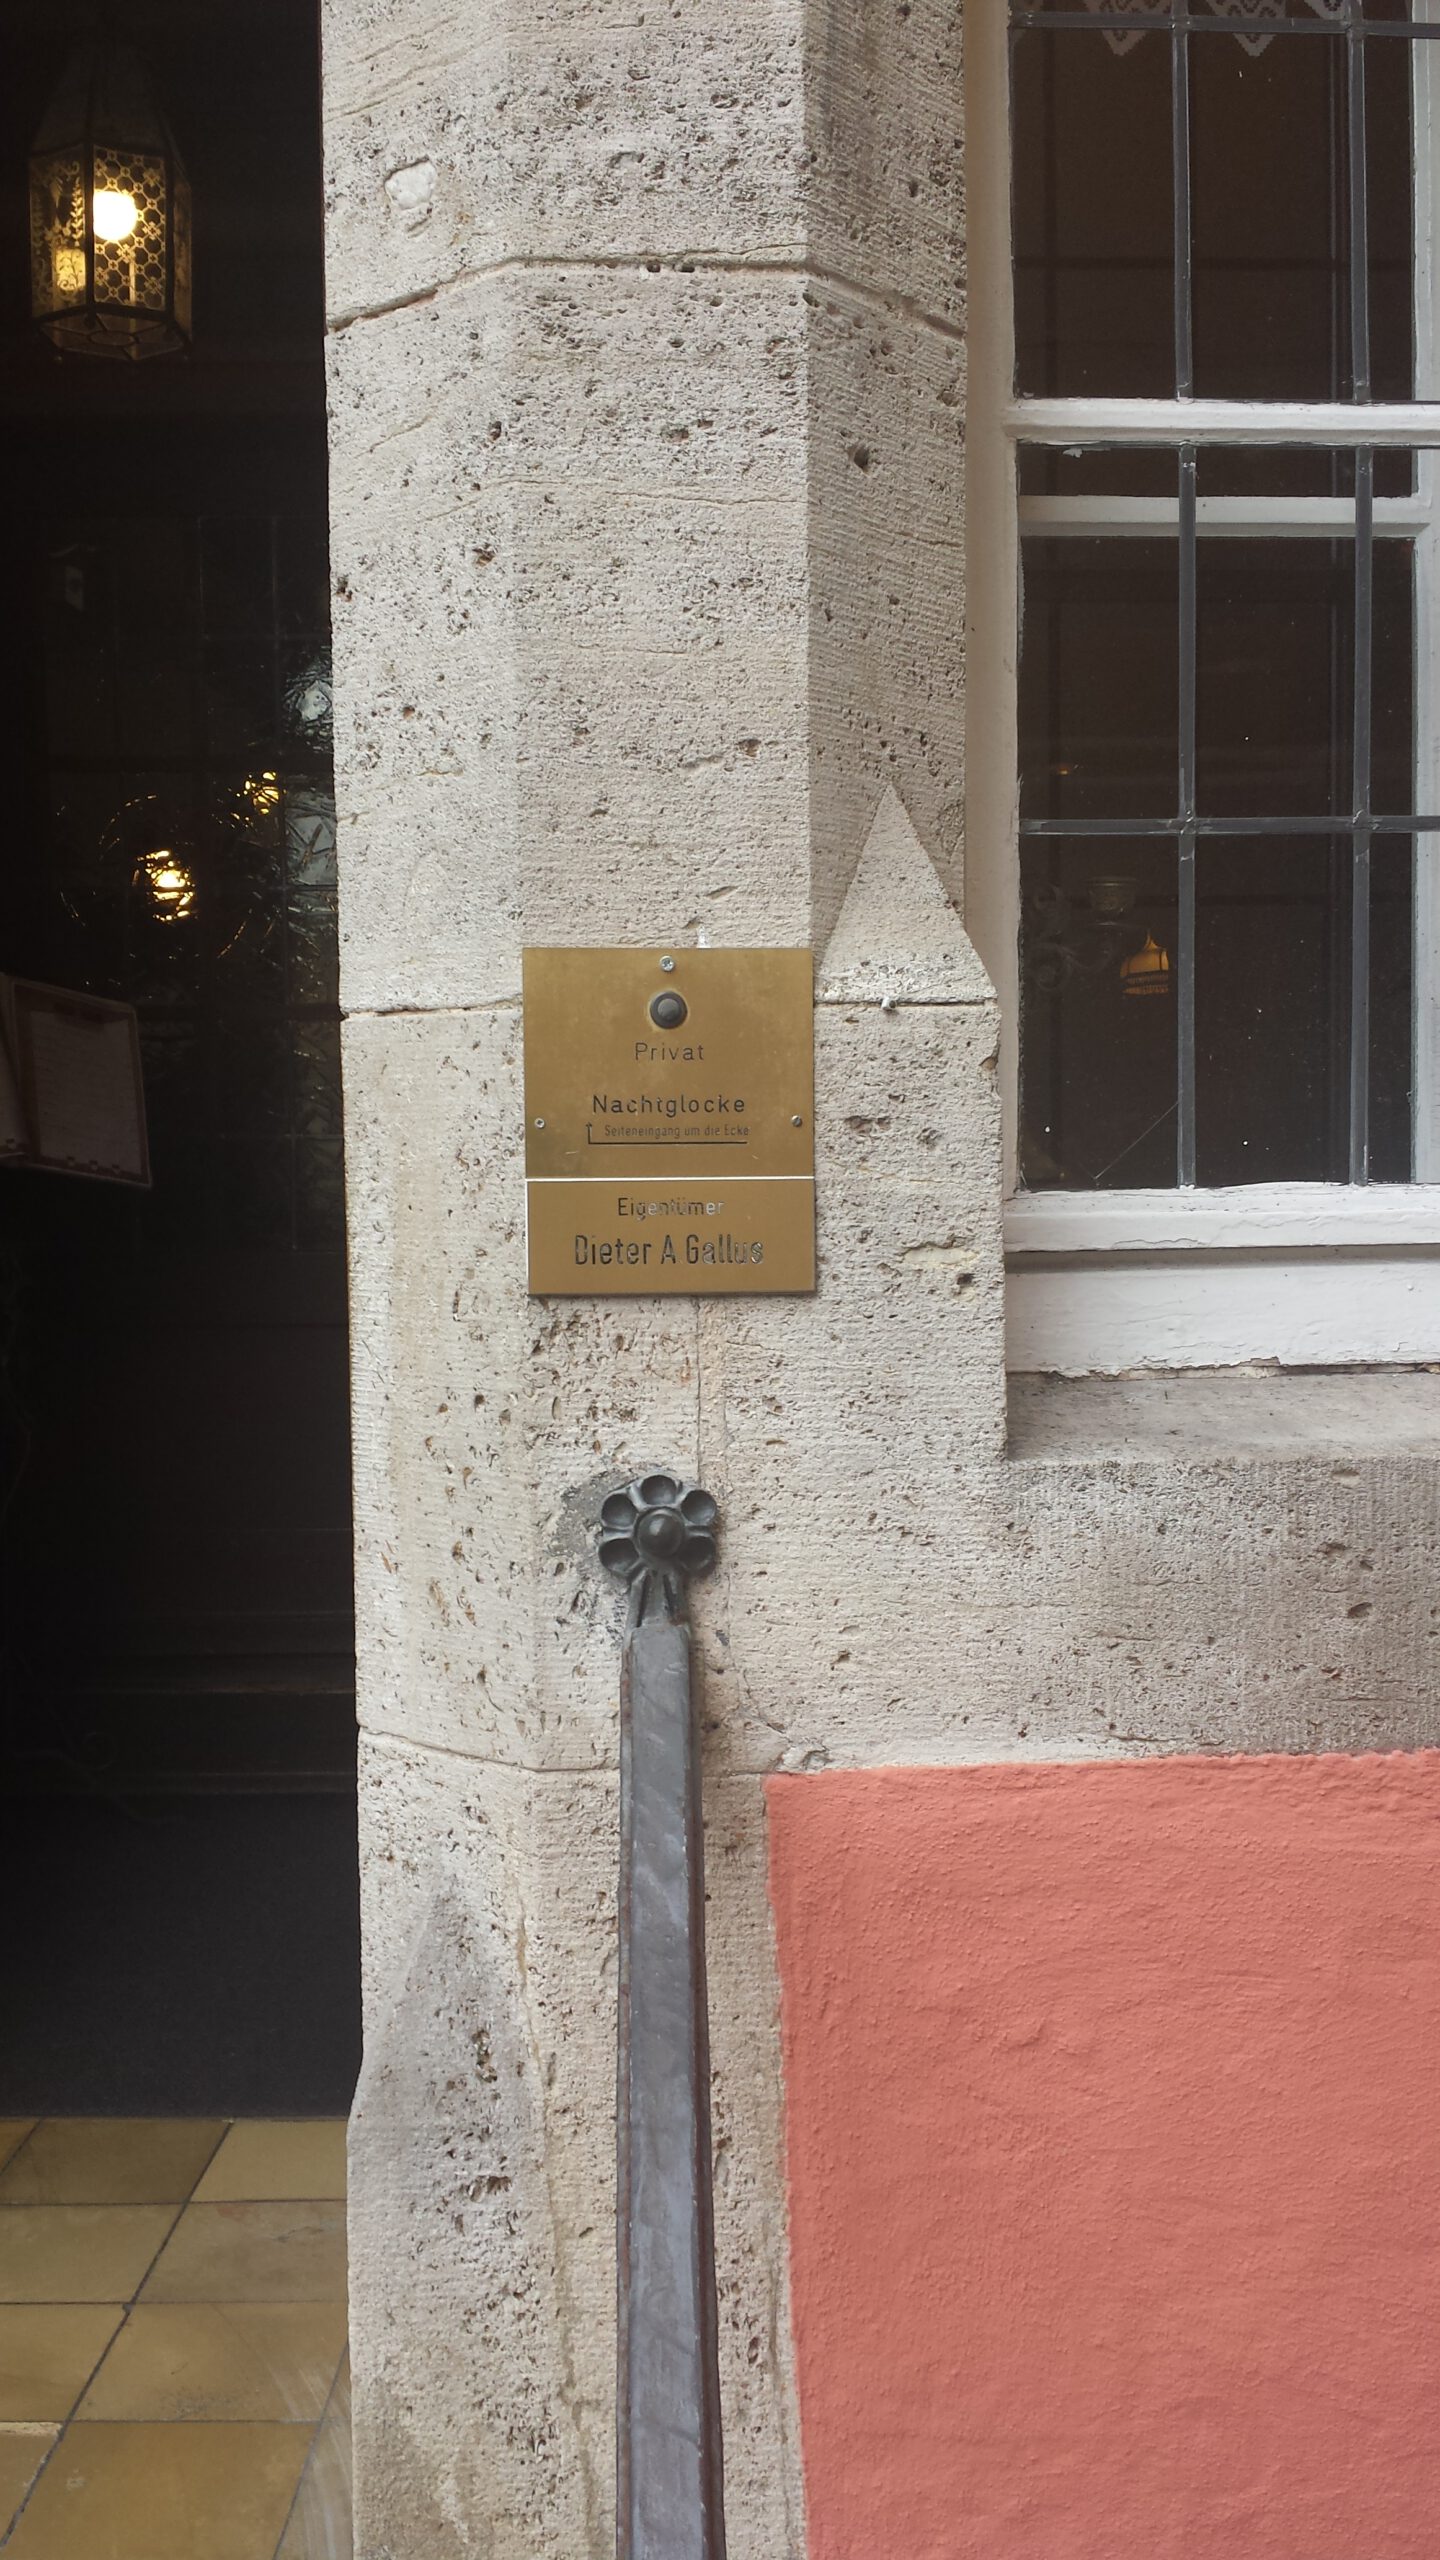 Privat
Nachtglocke
Seiteneingang um die Ecke
Eigentümer
Dieter A Gallus